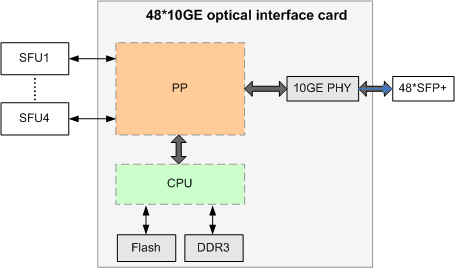 48*10GE optical interface card
SFU1
SFU4
PP
10GE PHY
48*SFP+
CPU
Flash
DDR3